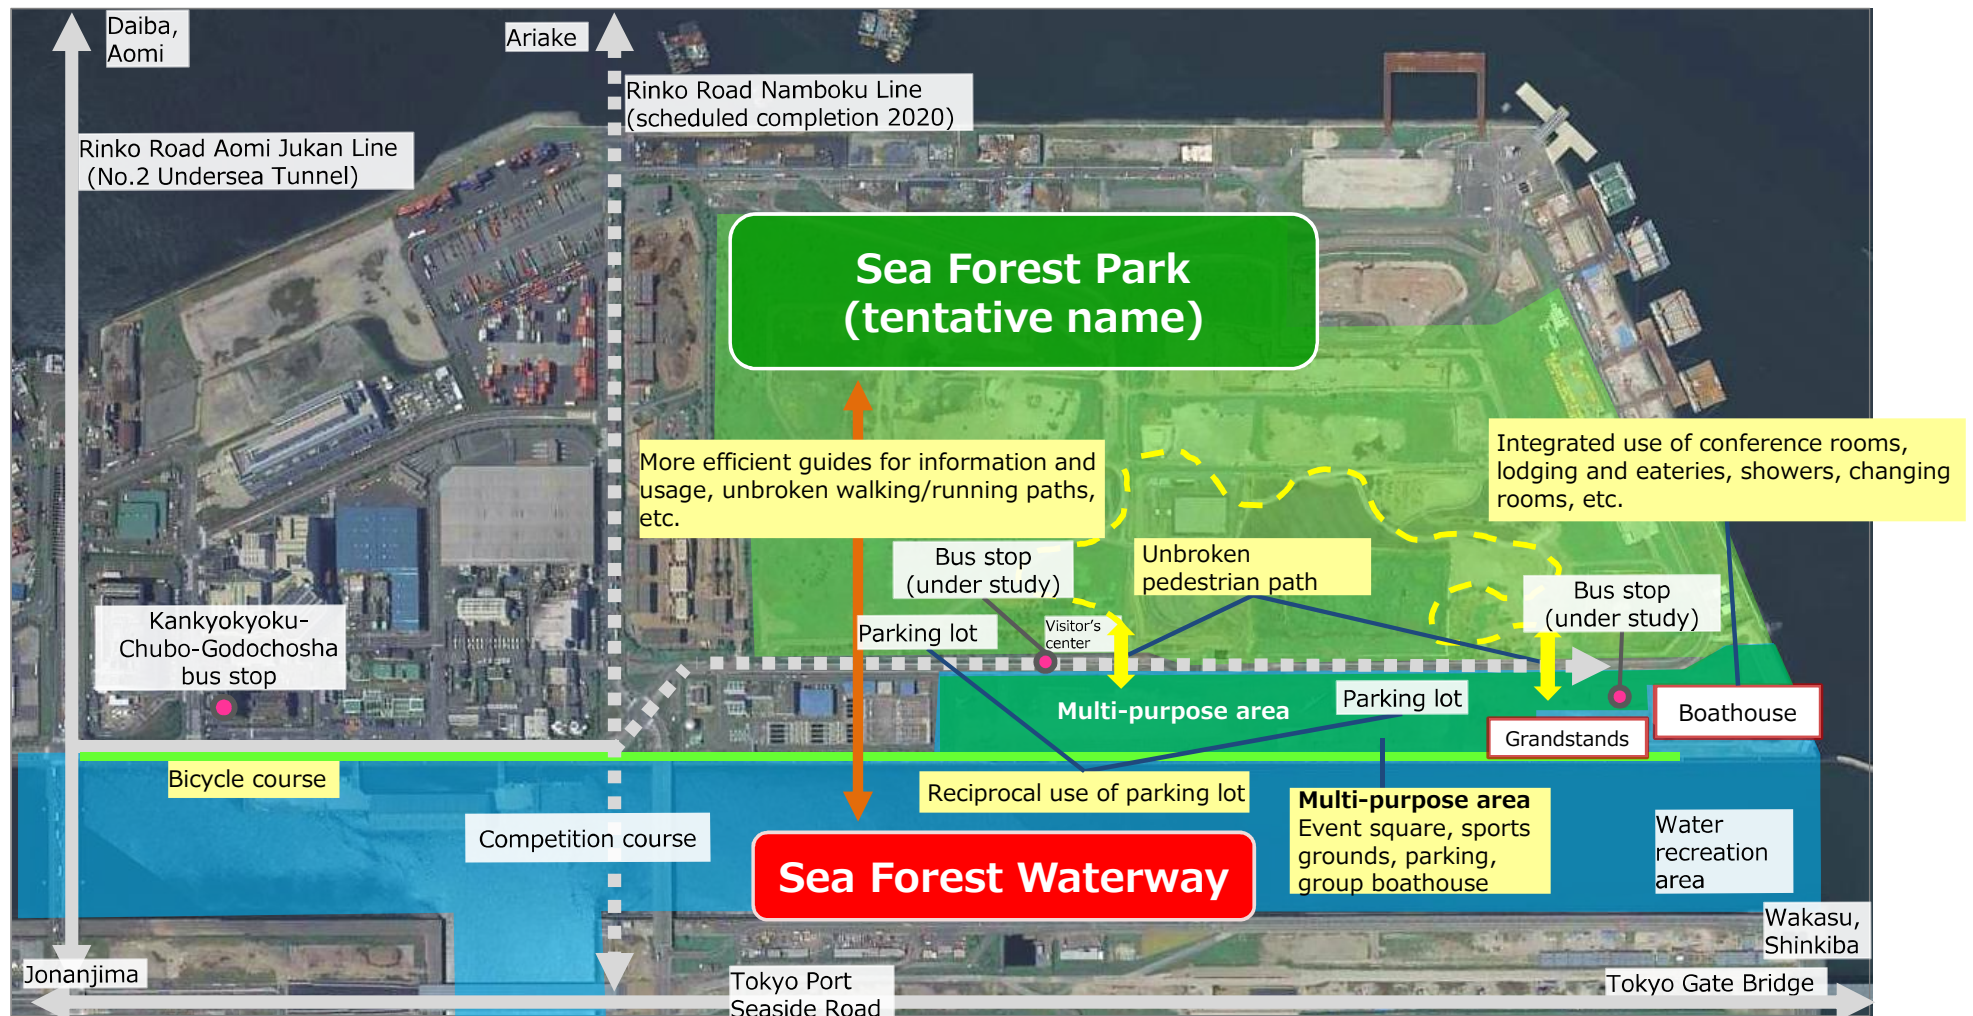 Daiba,
Aomi
Ariake
Rinko Road Namboku Line
(scheduled completion 2020)
Rinko Road Aomi Jukan Line
(No.2 Undersea Tunnel)
Sea Forest Park
(tentative name)
More efficient guides for information and
usage, unbroken walking/running paths,
etc.
Integrated use of conference rooms,
lodging and eateries, showers, changing
rooms, etc.
Bus stop
(under study)
Unbroken
pedestrian path
Bus stop
(under study)
Kankyokyoku-
Chubo-Godochosha
bus stop
Parking lot
Visitor's
center
Multi-purpose area
Parking lot
Boathouse
Grandstands
Bicycle course
Reciprocal use of parking lot
Multi-purpose area
Event square, sports
grounds, parking,
group boathouse
Competition course
Water
recreation
area
Sea Forest Waterway
Wakasu,
Shinkiba
Jonanjima
Tokyo Port
Seaside Road
Tokyo Gate Bridge